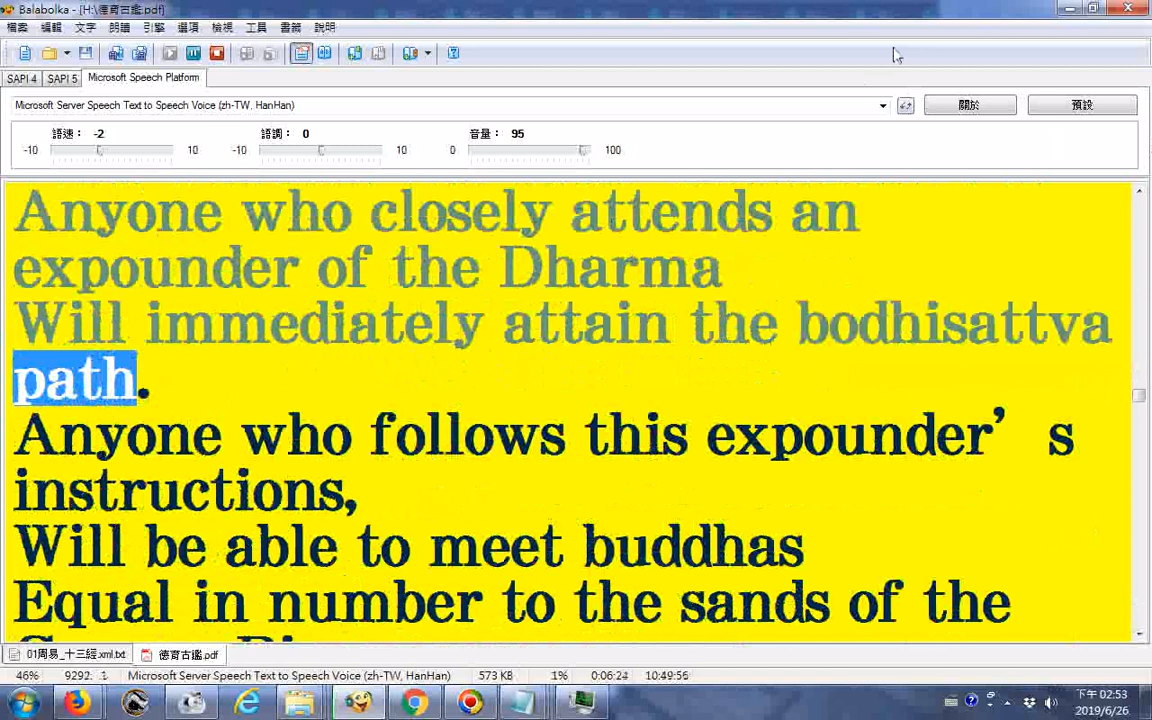 Balabolka - [H:\德育古鑑.pdf]
檔案 編輯 文字 朗讀 引擎 選項 檢視 工具 書籤 說明
SAPI 4 SAPI 5 Microsoft Speech Platform
Microsoft Server Speech Text to Speech Voice (zh-TW, HanHan) 關於 預設
語速： -2 語調： 0 音量： 95
-10 10 -10 10 0 100
Anyone who closely attends an
expounder of the Dharma
Will immediately attain the bodhisattva
path.
Anyone who follows this expounder’s
instructions,
Will be able to meet buddhas
Equal in number to the sands of the
01周易_十三經.xml.txt 德育古鑑.pdf
46% 9292: 1 Microsoft Server Speech Text to Speech Voice (zh-TW, HanHan) 573 KB 1% 0:06:24 10:49:56
下午 02:53
2019/6/26